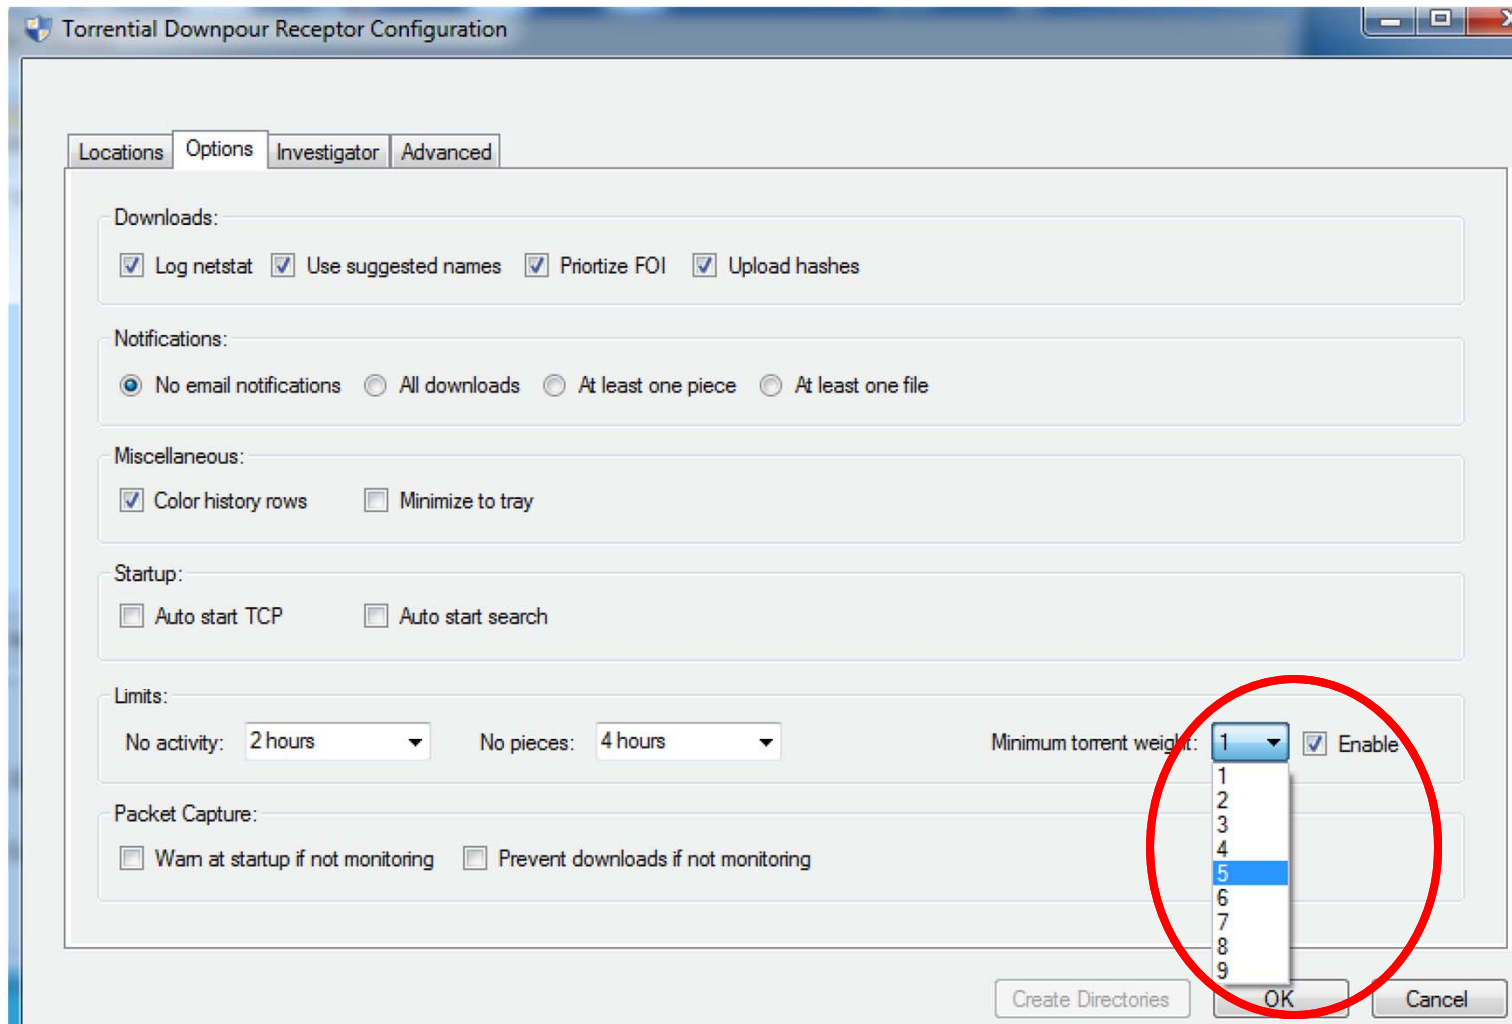 Torrential Downpour Receptor Configuration
Locations Options Investigator Advanced
Downloads:
Log netstat Use suggested names Priortize FOI Upload hashes
Notifications:
No email notifications All downloads At least one piece At least one file
Miscellaneous:
Color history rows Minimize to tray
Startup:
Auto start TCP Auto start search
Limits:
No activity: 2 hours No pieces: 4 hours Minimum torrent weight: 1 Enable
1
2
3
4
5
6
7
8
9
Packet Capture:
Warn at startup if not monitoring Prevent downloads if not monitoring
Create Directories OK Cancel